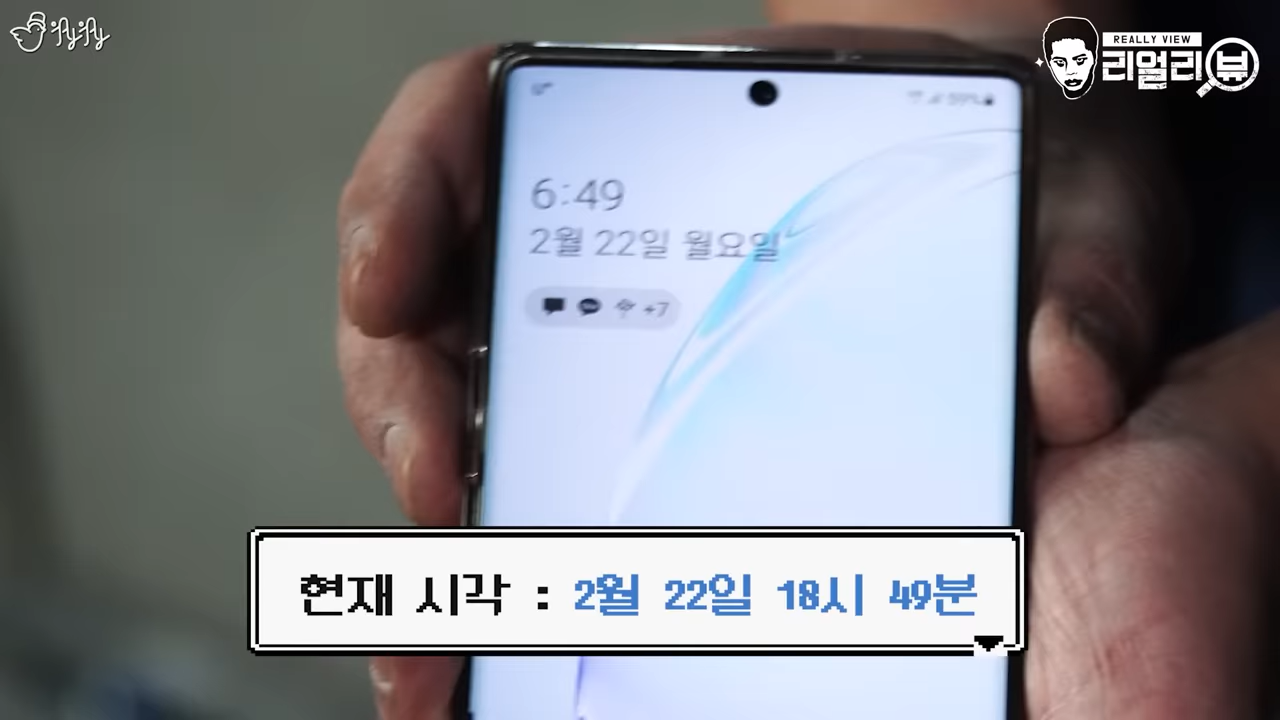 REALLY VIEW
리얼리뷰
59%
6:49
2월 22일 월요일
+7
현재 시각 : 2월 22일 18시 49분